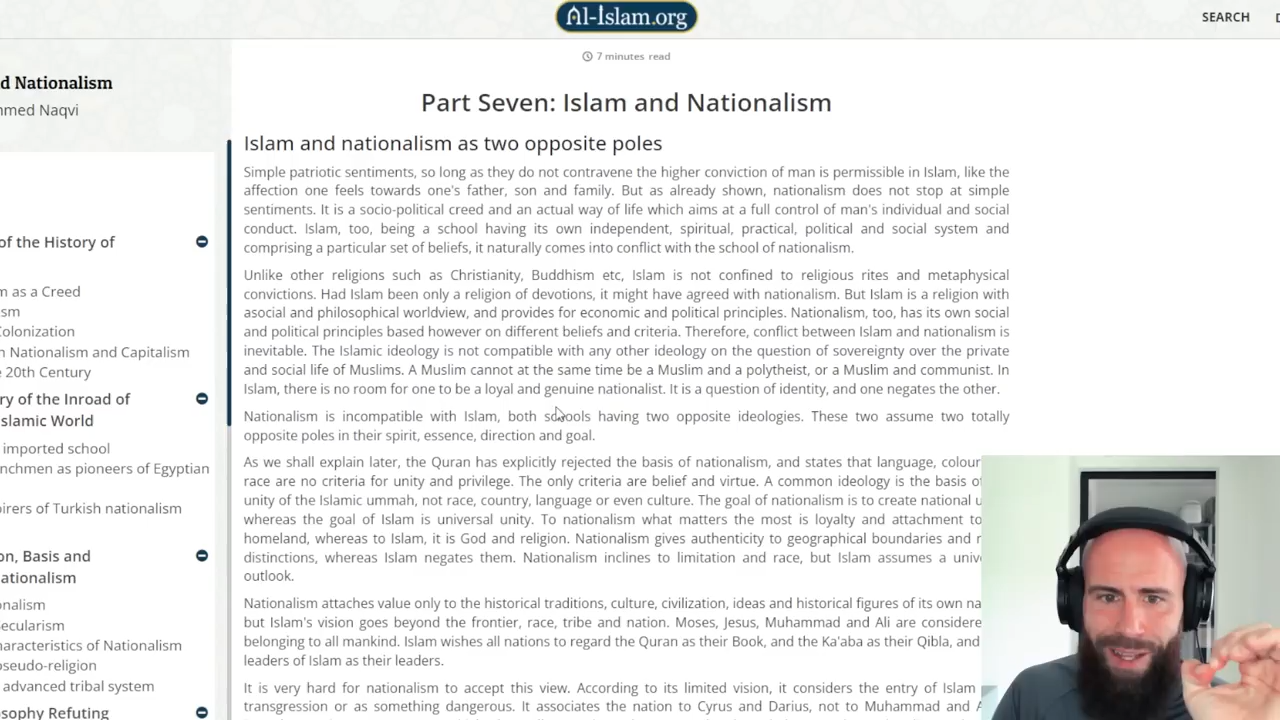 Al-Islam.org
SEARCH
7 minutes read
d Nationalism
hmed Naqvi
of the History of
m as a Creed
ism
Colonization
n Nationalism and Capitalism
e 20th Century
ry of the Inroad of
slamic World
imported school
nchmen as pioneers of Egyptian
pirers of Turkish nationalism
on, Basis and
ationalism
onalism
Secularism
haracteristics of Nationalism
pseudo-religion
advanced tribal system
osophy Refuting
Part Seven: Islam and Nationalism
Islam and nationalism as two opposite poles
Simple patriotic sentiments, so long as they do not contravene the higher conviction of man is permissible in Islam, like the
affection one feels towards one's father, son and family. But as already shown, nationalism does not stop at simple
sentiments. It is a socio-political creed and an actual way of life which aims at a full control of man's individual and social
conduct. Islam, too, being a school having its own independent, spiritual, practical, political and social system and
comprising a particular set of beliefs, it naturally comes into conflict with the school of nationalism.
Unlike other religions such as Christianity, Buddhism etc, Islam is not confined to religious rites and metaphysical
convictions. Had Islam been only a religion of devotions, it might have agreed with nationalism. But Islam is a religion with
asocial and philosophical worldview, and provides for economic and political principles. Nationalism, too, has its own social
and political principles based however on different beliefs and criteria. Therefore, conflict between Islam and nationalism is
inevitable. The Islamic ideology is not compatible with any other ideology on the question of sovereignty over the private
and social life of Muslims. A Muslim cannot at the same time be a Muslim and a polytheist, or a Muslim and communist. In
Islam, there is no room for one to be a loyal and genuine nationalist. It is a question of identity, and one negates the other.
Nationalism is incompatible with Islam, both schools having two opposite ideologies. These two assume two totally
opposite poles in their spirit, essence, direction and goal.
As we shall explain later, the Quran has explicitly rejected the basis of nationalism, and states that language, colour
race are no criteria for unity and privilege. The only criteria are belief and virtue. A common ideology is the basis of
unity of the Islamic ummah, not race, country, language or even culture. The goal of nationalism is to create national u
whereas the goal of Islam is universal unity. To nationalism what matters the most is loyalty and attachment to
homeland, whereas to Islam, it is God and religion. Nationalism gives authenticity to geographical boundaries and r
distinctions, whereas Islam negates them. Nationalism inclines to limitation and race, but Islam assumes a unive
outlook.
Nationalism attaches value only to the historical traditions, culture, civilization, ideas and historical figures of its own na
but Islam's vision goes beyond the frontier, race, tribe and nation. Moses, Jesus, Muhammad and Ali are considere
belonging to all mankind. Islam wishes all nations to regard the Quran as their Book, and the Ka'aba as their Qibla, and
leaders of Islam as their leaders.
It is very hard for nationalism to accept this view. According to its limited vision, it considers the entry of Islam
transgression or as something dangerous. It associates the nation to Cyrus and Darius, not to Muhammad and A